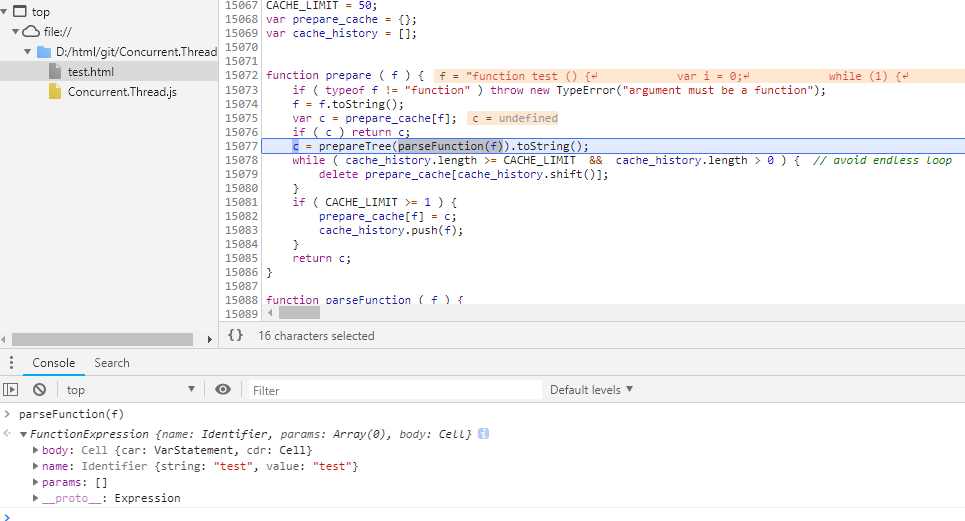 top
file://
D:/html/git/Concurrent.Thread
test.html
Concurrent.Thread.js
15067 CACHE_LIMIT = 50;
15068 var prepare_cache = {};
15069 var cache_history = [];
15070
15071
15072 function prepare ( f ) { f = "function test () {↵ var i = 0;↵ while (1) {↵
15073 if ( typeof f != "function" ) throw new TypeError("argument must be a function");
15074 f = f.toString();
15075 var c = prepare_cache[f]; c = undefined
15076 if ( c ) return c;
15077 c = prepareTree(parseFunction(f)).toString();
15078 while ( cache_history.length >= CACHE_LIMIT && cache_history.length > 0 ) { // avoid endless loop
15079 delete prepare_cache[cache_history.shift()];
15080 }
15081 if ( CACHE_LIMIT >= 1 ) {
15082 prepare_cache[f] = c;
15083 cache_history.push(f);
15084 }
15085 return c;
15086 }
15087
15088 function parseFunction ( f ) {
15089
{} 16 characters selected
Console Search
top Filter Default levels ▼
> parseFunction(f)
FunctionExpression {name: Identifier, params: Array(0), body: Cell} i
body: Cell {car: VarStatement, cdr: Cell}
name: Identifier {string: "test", value: "test"}
params: []
__proto__: Expression
>